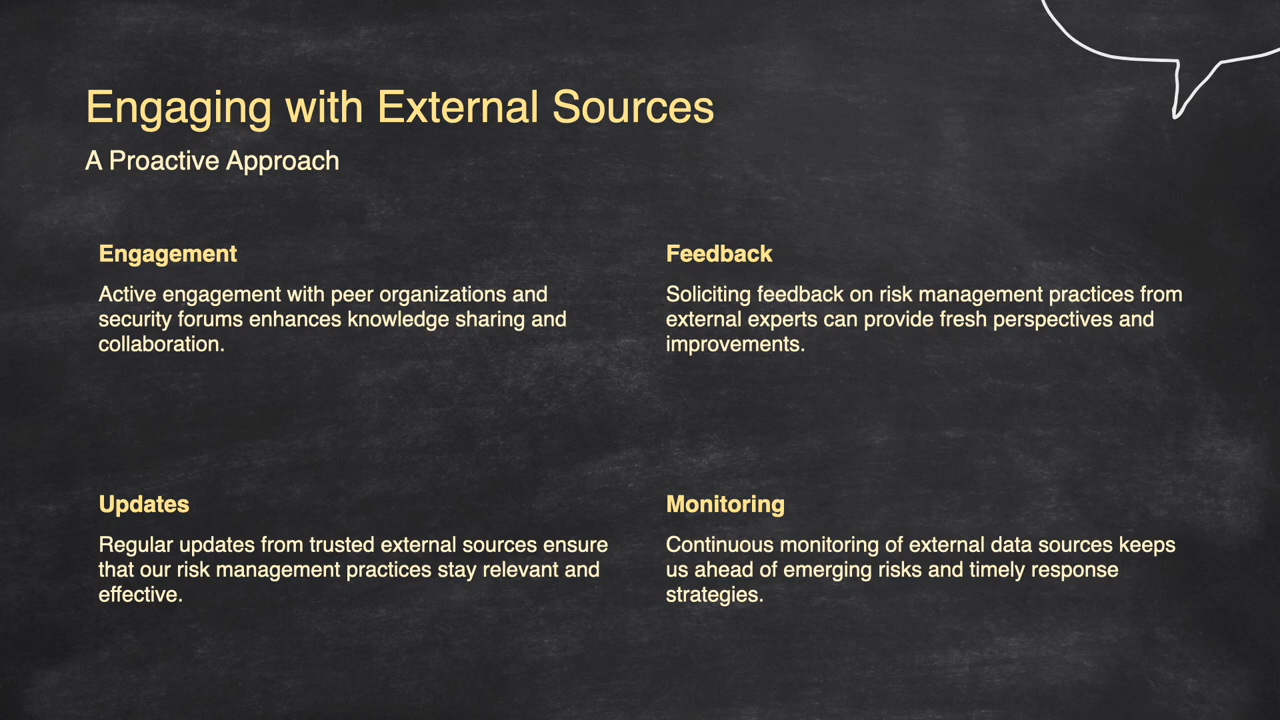 Engaging with External Sources
A Proactive Approach
Engagement
Active engagement with peer organizations and
security forums enhances knowledge sharing and
collaboration.
Feedback
Soliciting feedback on risk management practices from
external experts can provide fresh perspectives and
improvements.
Updates
Regular updates from trusted external sources ensure
that our risk management practices stay relevant and
effective.
Monitoring
Continuous monitoring of external data sources keeps
us ahead of emerging risks and timely response
strategies.